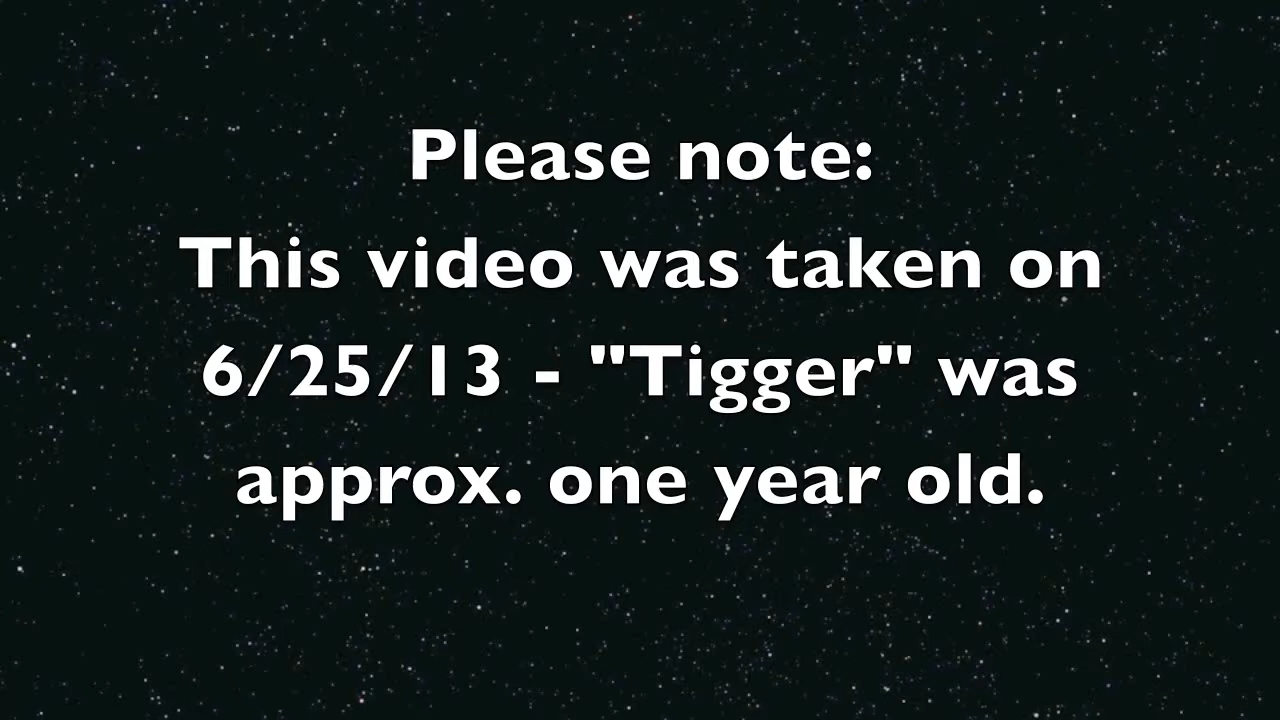 Please note:
This video was taken on
6/25/13 - "Tigger" was
approx. one year old.